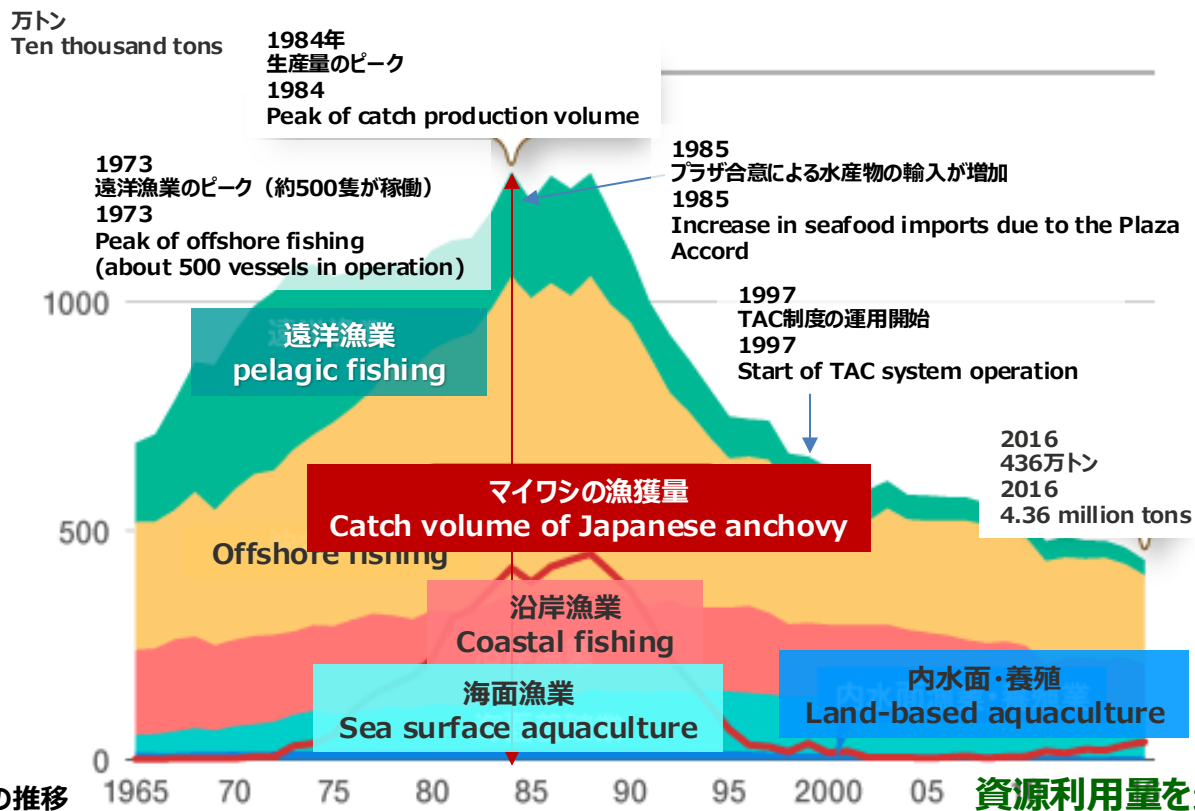 万トン
Ten thousand tons
1984年
生産量のピーク
1984
Peak of catch production volume
1973
遠洋漁業のピーク（約500隻が稼働）
1973
Peak of offshore fishing
(about 500 vessels in operation)
1985
プラザ合意による水産物の輸入が増加
1985
Increase in seafood imports due to the Plaza
Accord
1000
遠洋漁業
pelagic fishing
1997
TAC制度の運用開始
1997
Start of TAC system operation
2016
436万トン
2016
4.36 million tons
マイワシの漁獲量
Catch volume of Japanese anchovy
500
Offshore fishing
沿岸漁業
Coastal fishing
海面漁業
Sea surface aquaculture
内水面・養殖
Land-based aquaculture
0
1965 70 75 80 85 90 95 2000 05
の推移
資源利用量を